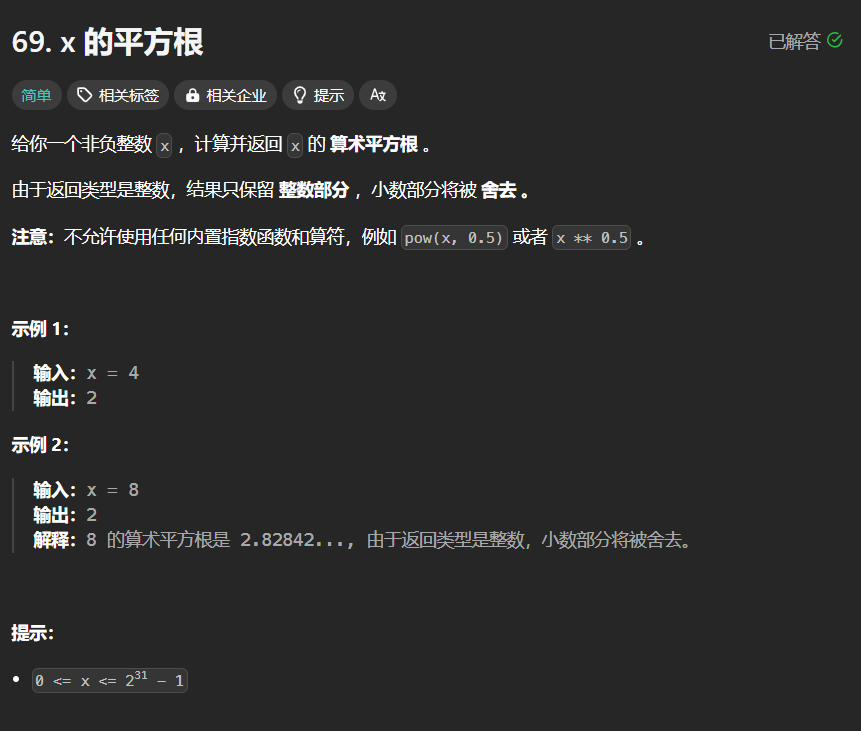 69. x 的平方根
已解答
简单 相关标签 相关企业 提示 Aす
给你一个非负整数 x ，计算并返回 x 的 算术平方根 。
由于返回类型是整数，结果只保留 整数部分 ，小数部分将被 舍去 。
注意：不允许使用任何内置指数函数和算符，例如 pow(x, 0.5) 或者 x ** 0.5 。
示例 1：
输入：x = 4
输出：2
示例 2：
输入：x = 8
输出：2
解释：8 的算术平方根是 2.82842..., 由于返回类型是整数，小数部分将被舍去。
提示：
• 0 <= x <= 2³¹ - 1